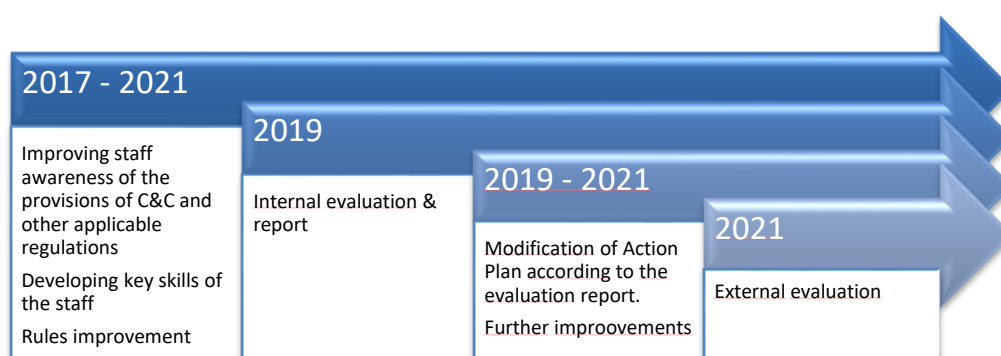 2017 - 2021
Improving staff
awareness of the
provisions of C&C and
other applicable
regulations
Developing key skills of
the staff
Rules improvement
2019
Internal evaluation &
report
2019 - 2021
Modification of Action
Plan according to the
evaluation report.
Further improovements
2021
External evaluation